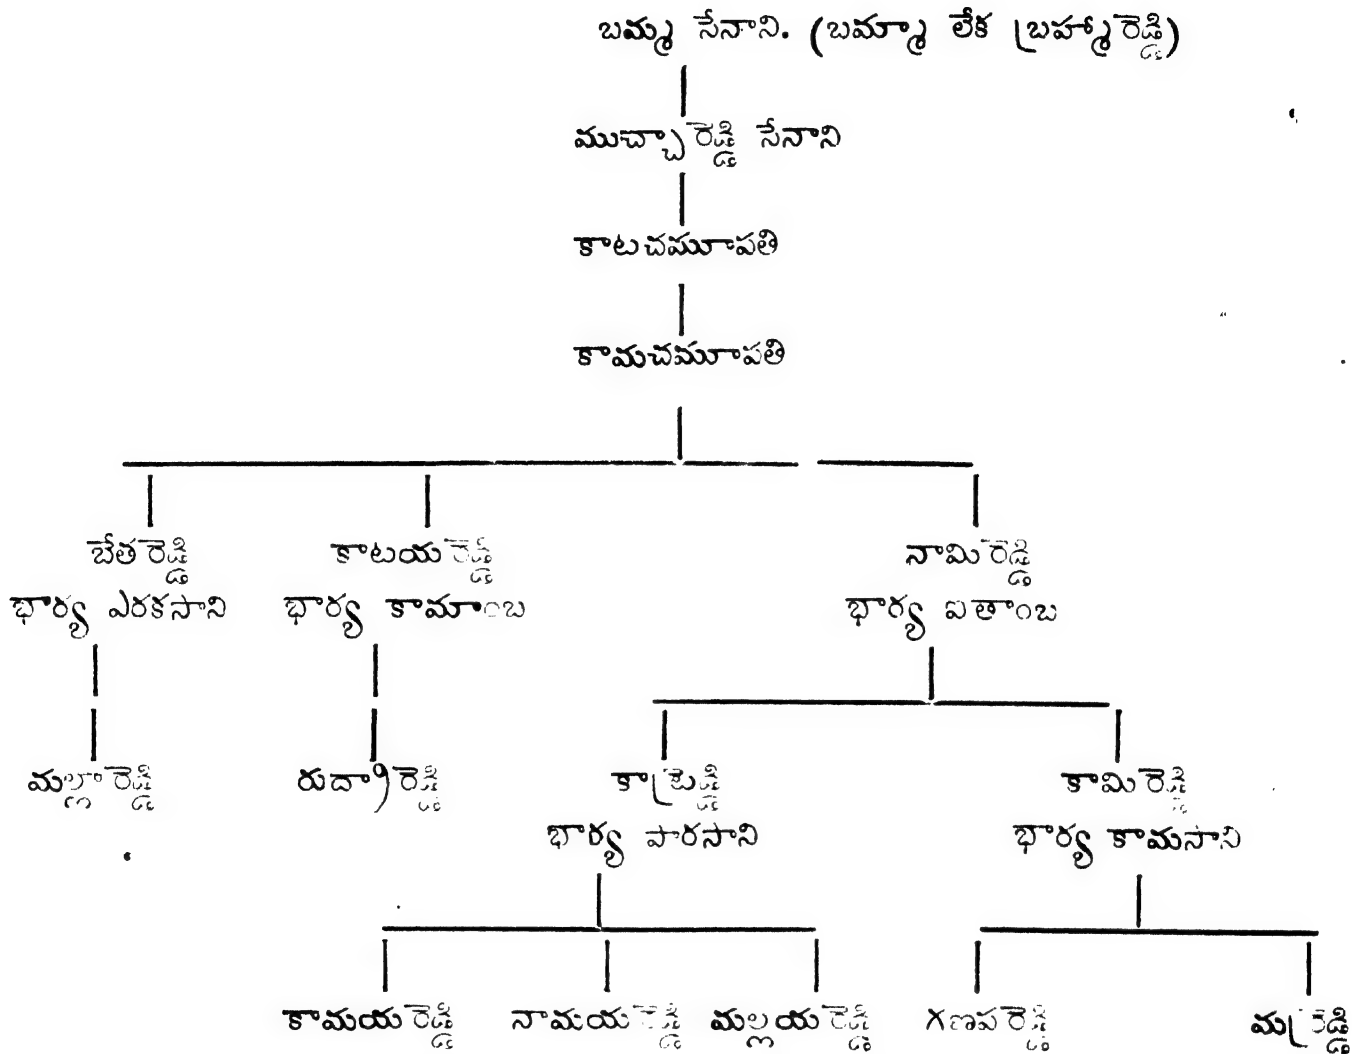 బమ్మ సేనాని. (బమ్మా లేక బ్రహ్మారెడ్డి)
ముచ్చారెడ్డి సేనాని
కాటచమూపతి
కామచమూపతి
బేతరెడ్డి కాటయరెడ్డి నామిరెడ్డి
భార్య ఎరకసాని భార్య కామాంబ భార్య ఐతాంబ
మల్లారెడ్డి రుద్రారెడ్డి కాట్రెడ్డి కామిరెడ్డి
భార్య పారసాని భార్య కామసాని
కామయరెడ్డి నామయరెడ్డి మల్లయరెడ్డి గణపరెడ్డి